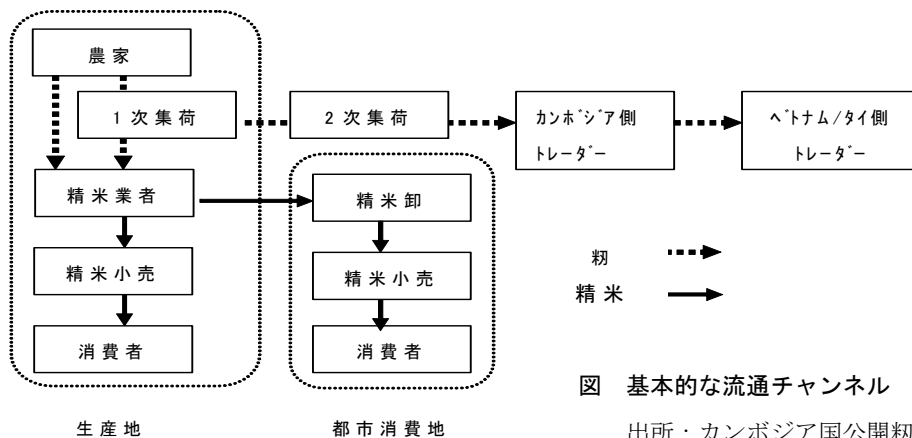 農家
1次集荷
2次集荷
カンボジア側
トレーダー
ベトナム/タイ側
トレーダー
精米業者
精米卸
精米小売
精米小売
消費者
消費者
籾
精米
図 基本的な流通チャンネル
生産地
都市消費地
出所：カンボジア国公開籾